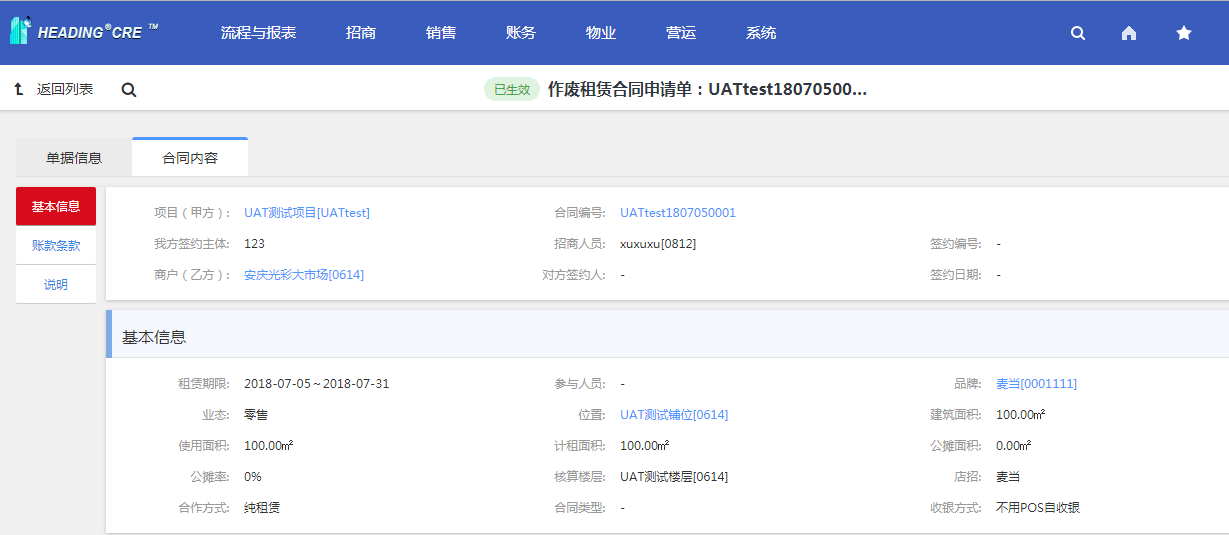 HEADING®CRE ™ 流程与报表 招商 销售 账务 物业 营运 系统
返回列表 已生效 作废租赁合同申请单：UATtest18070500...
单据信息 合同内容
基本信息
账款条款
说明
项目（甲方）: UAT测试项目[UATtest] 合同编号: UATtest1807050001
我方签约主体: 123 招商人员: xuxuxu[0812] 签约编号: -
商户（乙方）: 安庆光彩大市场[0614] 对方签约人: - 签约日期: -
基本信息
租赁期限: 2018-07-05～2018-07-31 参与人员: - 品牌: 麦当[0001111]
业态: 零售 位置: UAT测试铺位[0614] 建筑面积: 100.00㎡
使用面积: 100.00㎡ 计租面积: 100.00㎡ 公摊面积: 0.00㎡
公摊率: 0% 核算楼层: UAT测试楼层[0614] 店招: 麦当
合作方式: 纯租赁 合同类型: - 收银方式: 不用POS自收银